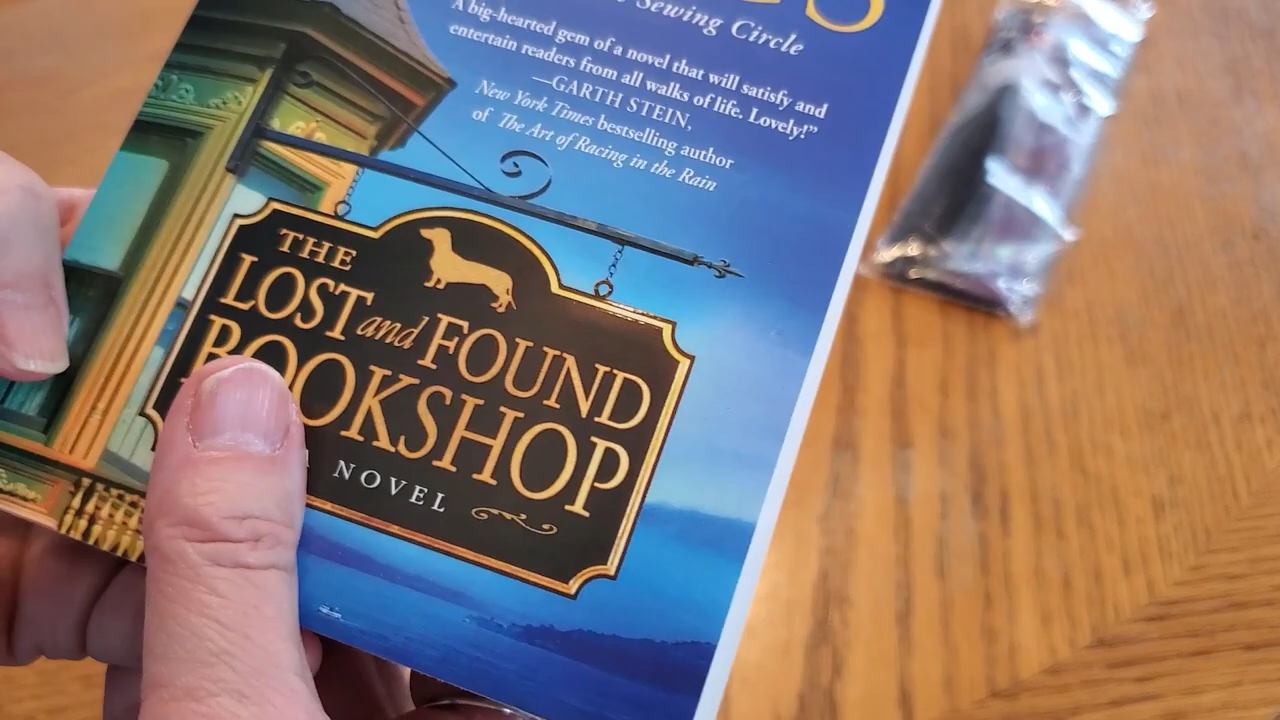 Sewing Circle
A big-hearted gem of a novel that will satisfy and
entertain readers from all walks of life. Lovely!”
—GARTH STEIN,
New York Times bestselling author
of The Art of Racing in the Rain
THE
LOST and FOUND
BOOKSHOP
NOVEL